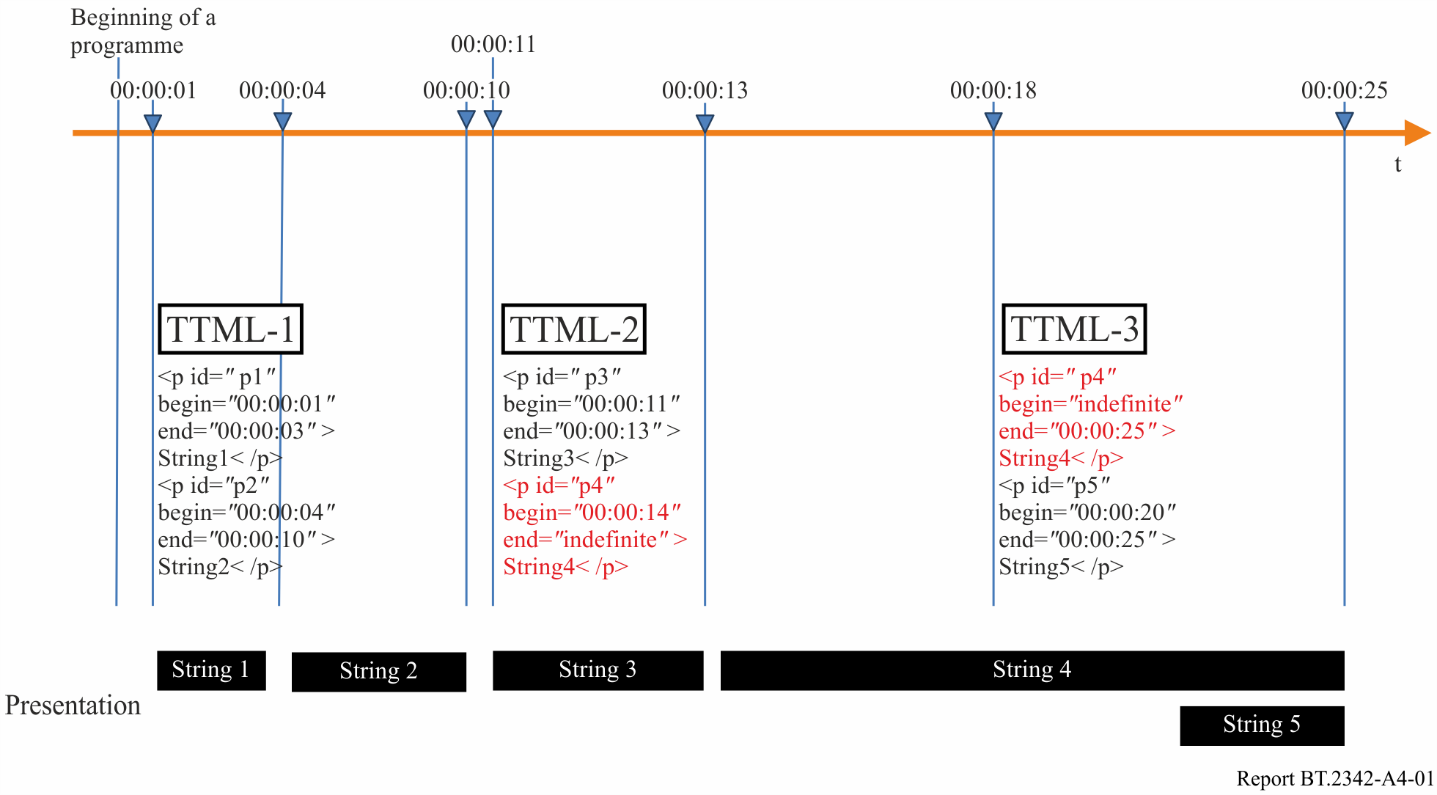 Beginning of a
programme
00:00:11
00:00:01 00:00:04 00:00:10 00:00:13 00:00:18 00:00:25
t
TTML-1
<p id=" p1"
begin="00:00:01"
end="00:00:03" >
String1< /p>
<p id="p2"
begin="00:00:04"
end="00:00:10" >
String2< /p>
TTML-2
<p id=" p3"
begin="00:00:11"
end="00:00:13" >
String3< /p>
<p id="p4"
begin="00:00:14"
end="indefinite" >
String4< /p>
TTML-3
<p id=" p4"
begin="indefinite"
end="00:00:25" >
String4< /p>
<p id="p5"
begin="00:00:20"
end="00:00:25" >
String5< /p>
String 1 String 2 String 3 String 4
Presentation
String 5
Report BT.2342-A4-01